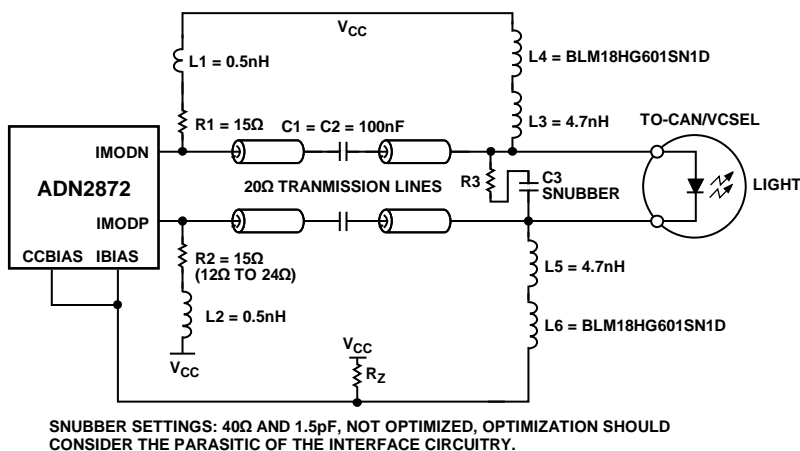 VCC
L1 = 0.5nH
L4 = BLM18HG601SN1D
R1 = 15Ω
C1 = C2 = 100nF
L3 = 4.7nH
TO-CAN/VCSEL
IMODN
ADN2872
R3
C3
SNUBBER
20Ω TRANMISSION LINES
LIGHT
IMODP
CCBIAS
IBIAS
R2 = 15Ω
(12Ω TO 24Ω)
L5 = 4.7nH
L2 = 0.5nH
L6 = BLM18HG601SN1D
VCC
VCC
RZ
SNUBBER SETTINGS: 40Ω AND 1.5pF, NOT OPTIMIZED, OPTIMIZATION SHOULD
CONSIDER THE PARASITIC OF THE INTERFACE CIRCUITRY.